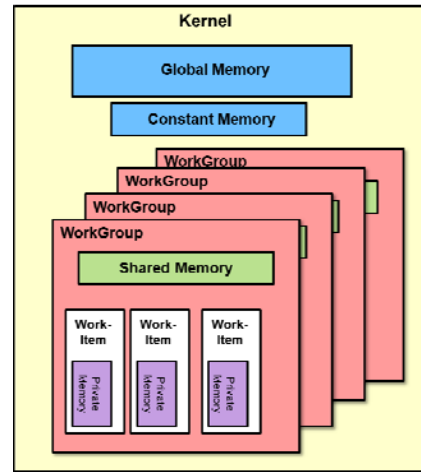 Kernel
Global Memory
Constant Memory
WorkGroup
WorkGroup
WorkGroup
WorkGroup
Shared Memory
Work-
Item
Private
Memory
Work-
Item
Private
Memory
Work-
Item
Private
Memory